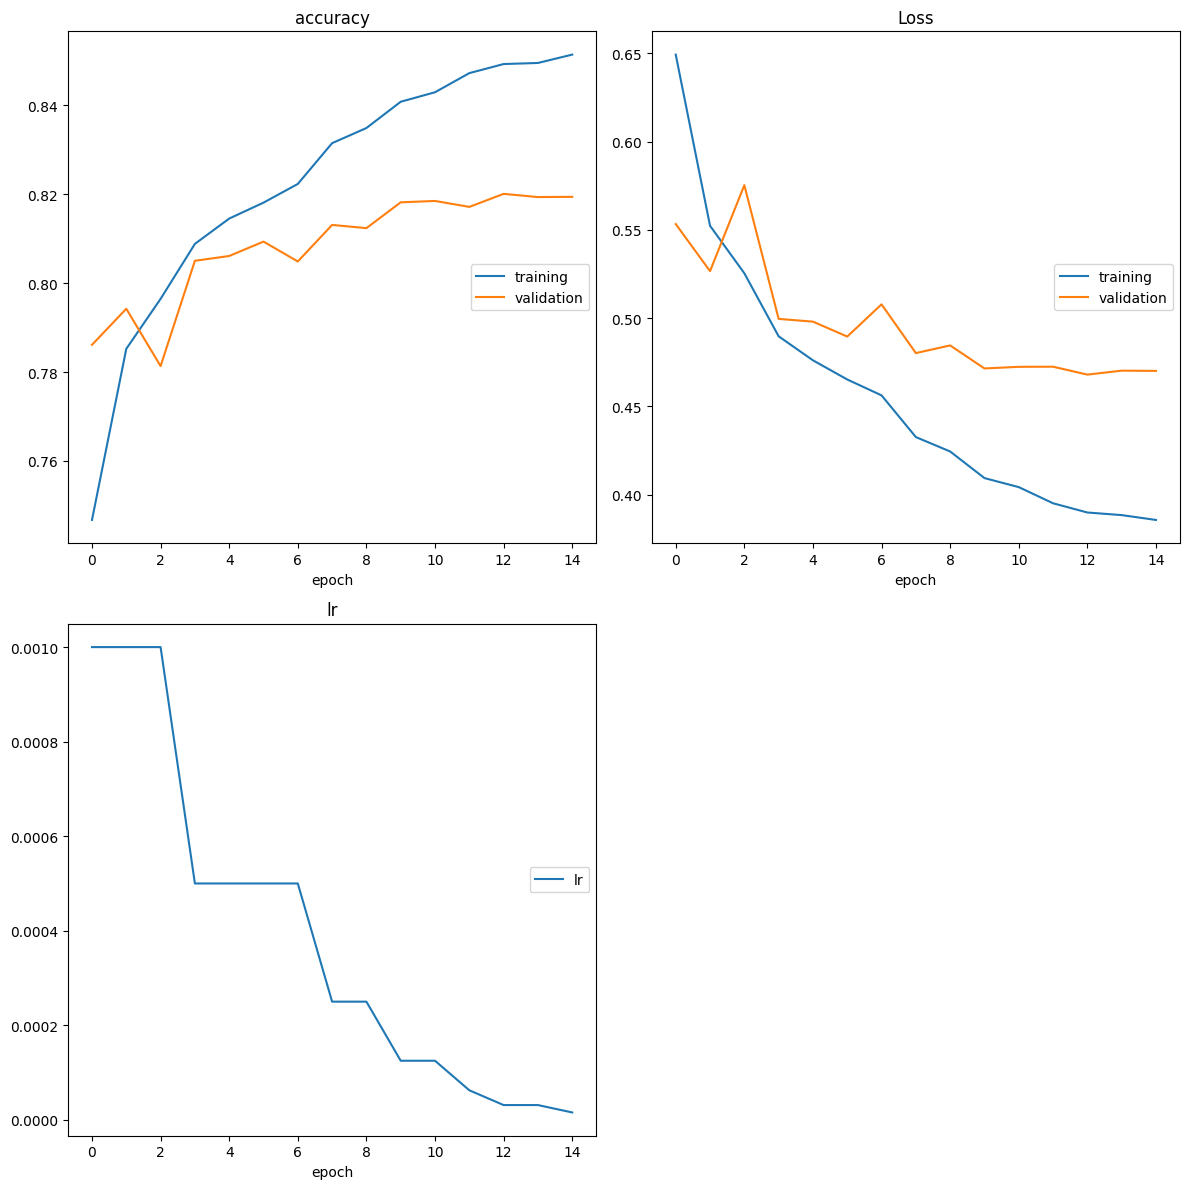 accuracy
0.84
0.82
0.80
0.78
0.76
0 2 4 6 8 10 12 14
epoch
training
validation
Loss
0.65
0.60
0.55
0.50
0.45
0.40
0 2 4 6 8 10 12 14
epoch
training
validation
lr
0.0010
0.0008
0.0006
0.0004
0.0002
0.0000
0 2 4 6 8 10 12 14
epoch
lr